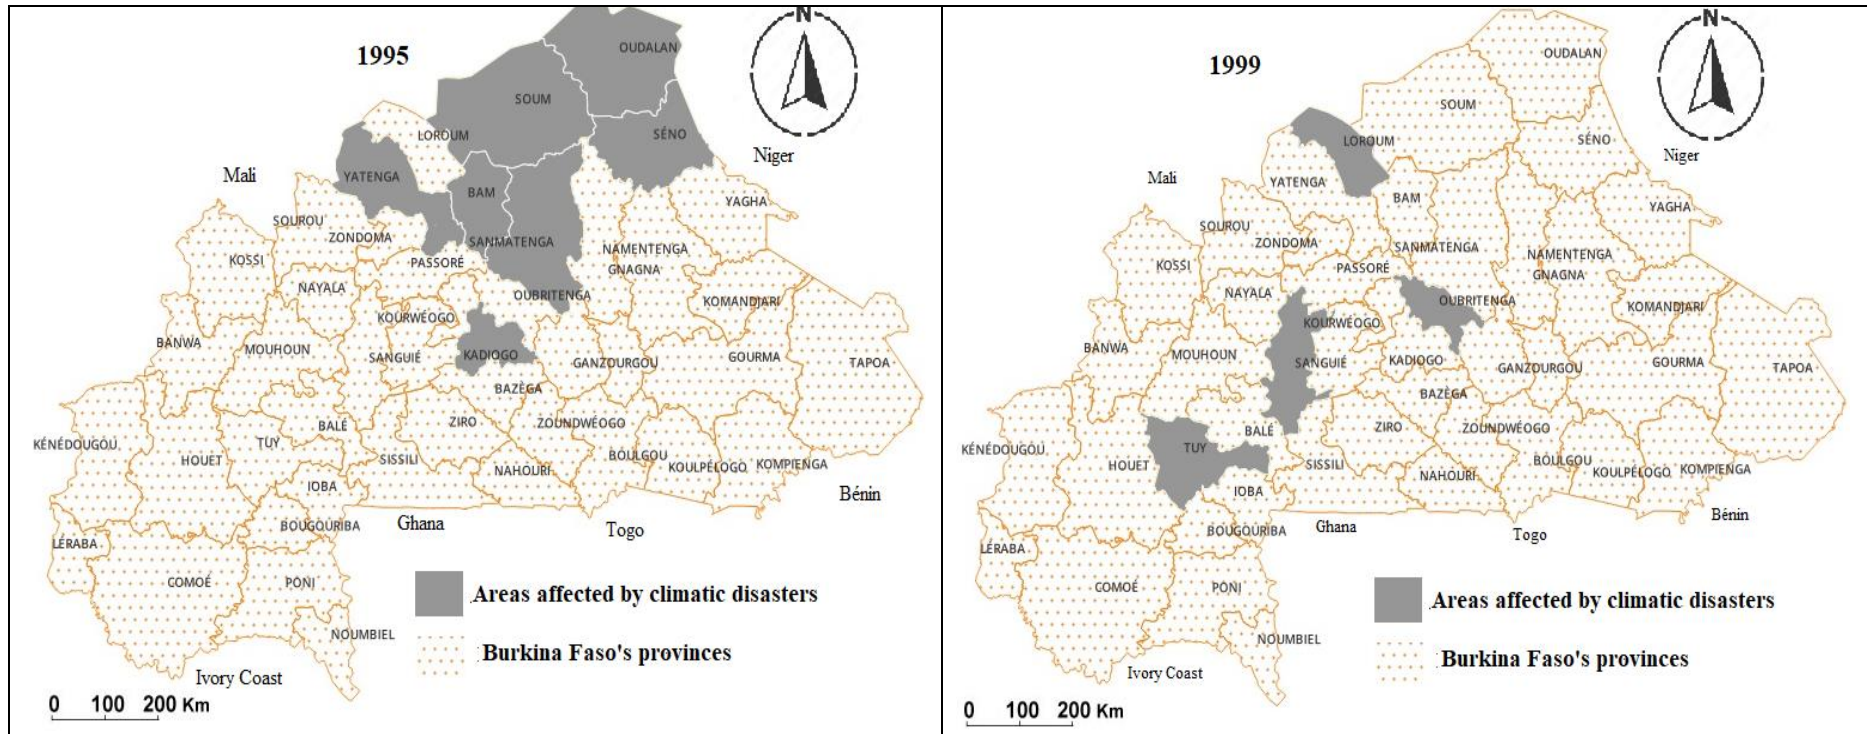 1995
N
OUDALAN
SOUM
SÉNO
LOROUM
Niger
Mali
YATENGA
BAM
YAGHA
SOUROU
ZONDOMA
SANMATENGA
NAMENTENGA
KOSSI
PASSORÉ
GNAGNA
NAYALA
OUBRITENGA
KOMANDJARI
KOURWÉOGO
BANWA
MOUHOUN
SANGUIÉ
KADIOGO
GANZOURGOU
GOURMA
TAPOA
BAZÈGA
KÉNÉDOUGOU
TUY
BALÉ
ZIRO
ZOUNDWÉOGO
HOUET
SISSILI
NAHOURI
BOULGOU
KOULPÉLOGO
KOMPIENGA
IOBA
Bénin
BOUGOURIBA
Ghana
Togo
LÉRABA
COMOÉ
PONI
Areas affected by climatic disasters
NOUMBIEL
Burkina Faso's provinces
Ivory Coast
0 100 200 Km
1999
N
OUDALAN
SOUM
SÉNO
LOROUM
Niger
Mali
YATENGA
BAM
YAGHA
SOUROU
ZONDOMA
SANMATENGA
NAMENTENGA
KOSSI
PASSORÉ
GNAGNA
NAYALA
OUBRITENGA
KOMANDJARI
KOURWÉOGO
BANWA
MOUHOUN
SANGUIÉ
KADIOGO
GANZOURGOU
GOURMA
TAPOA
BAZÈGA
KÉNÉDOUGOU
TUY
BALÉ
ZIRO
ZOUNDWÉOGO
HOUET
SISSILI
NAHOURI
BOULGOU
KOULPÉLOGO
KOMPIENGA
IOBA
Bénin
BOUGOURIBA
Ghana
Togo
LÉRABA
COMOÉ
PONI
Areas affected by climatic disasters
NOUMBIEL
Burkina Faso's provinces
Ivory Coast
0 100 200 Km